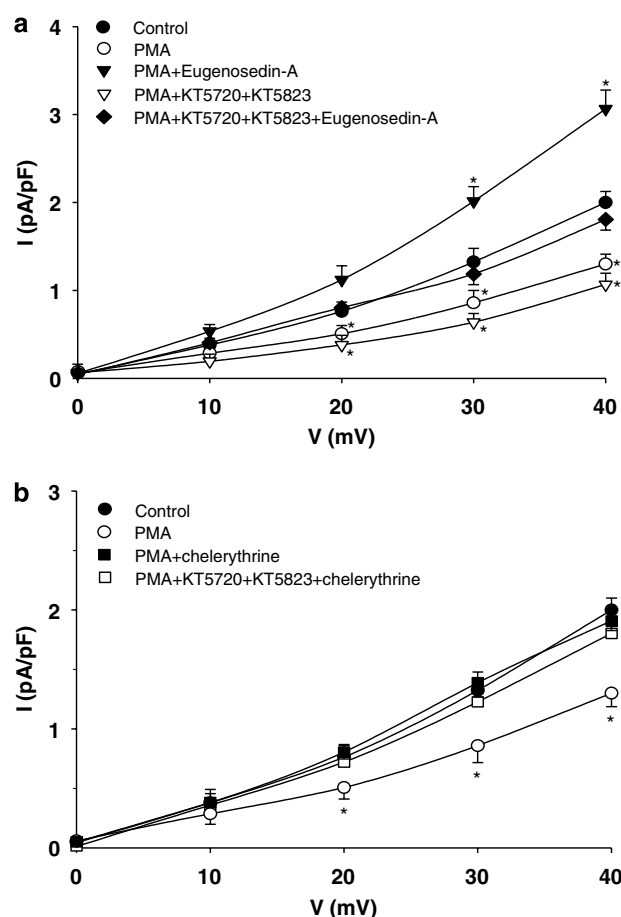 a
Control
PMA
PMA+Eugenosedin-A
PMA+KT5720+KT5823
PMA+KT5720+KT5823+Eugenosedin-A
I (pA/pF)
4
3
2
1
0
* * * * * * * *
0 10 20 30 40
V (mV)
b
Control
PMA
PMA+chelerythrine
PMA+KT5720+KT5823+chelerythrine
I (pA/pF)
3
2
1
0
* * *
0 10 20 30 40
V (mV)